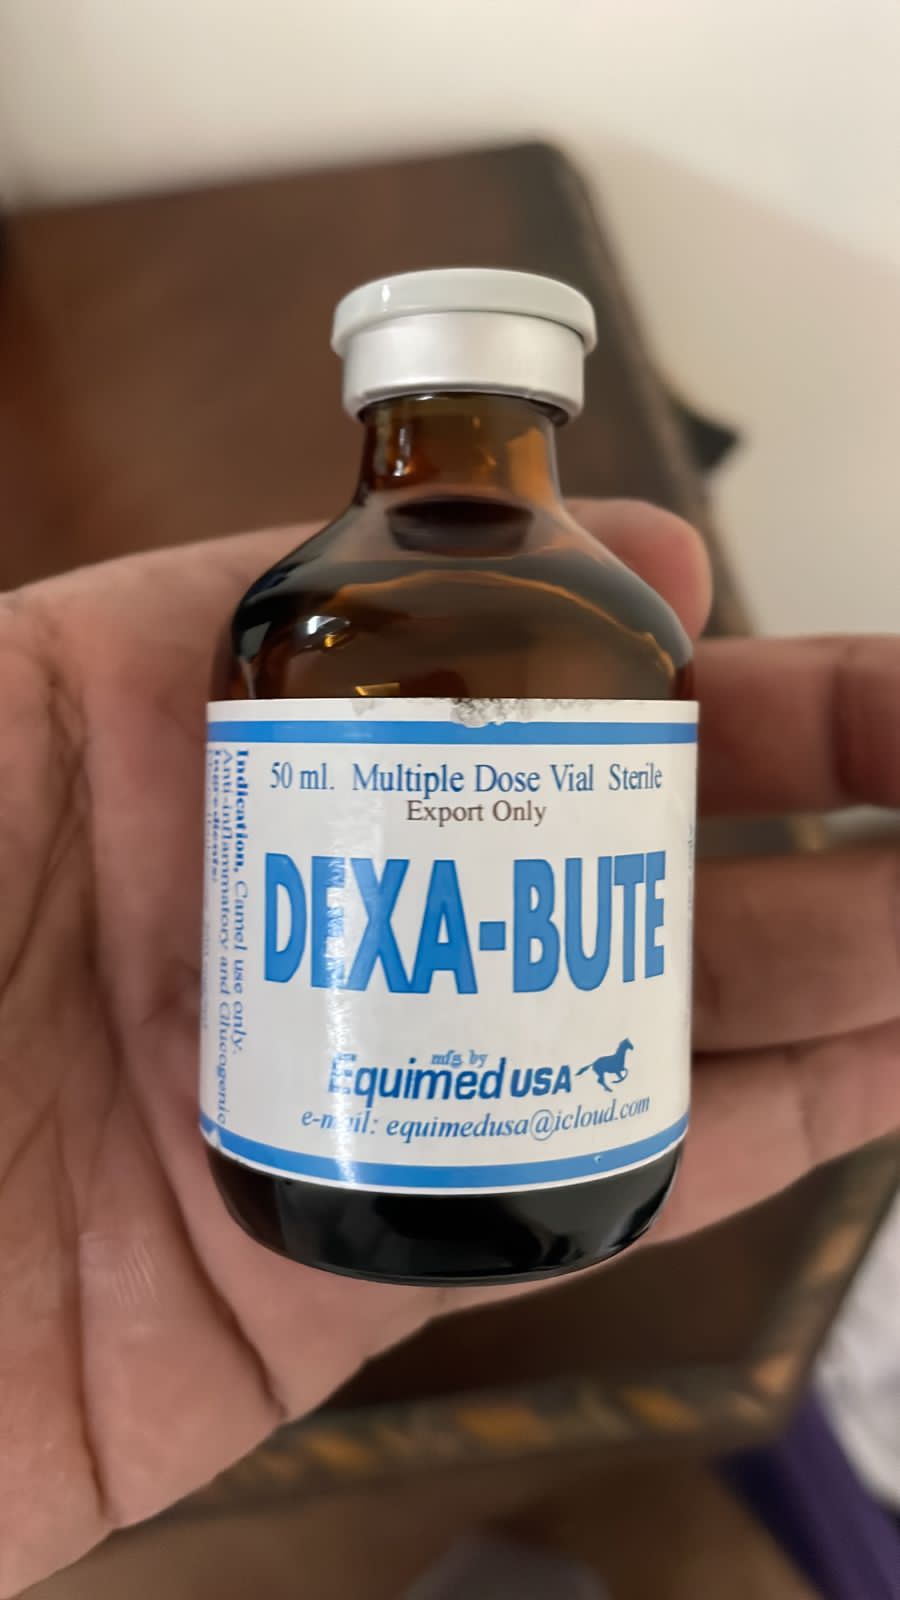 50 ml. Multiple Dose Vial Sterile
Export Only
DEXA-BUTE
mfg. by
Equimed USA
e-mail: equimedusa@icloud.com
Indication, Camel use only.
Anti-inflammatory and Glucogenic
Ingredients: